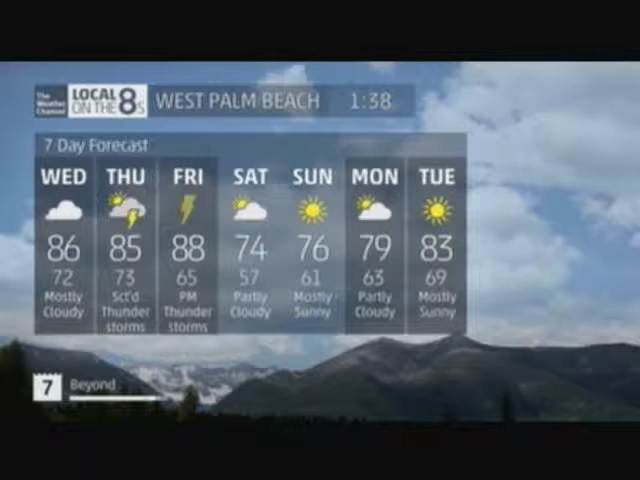 The Weather Channel
LOCAL ON THE 8s
WEST PALM BEACH 1:38
7 Day Forecast
WED THU FRI SAT SUN MON TUE
86 85 88 74 76 79 83
72 73 65 57 61 63 69
Mostly Sct'd PM Partly Mostly Partly Mostly
Cloudy Thunder Thunder Cloudy Sunny Cloudy Sunny
storms storms
7 Beyond